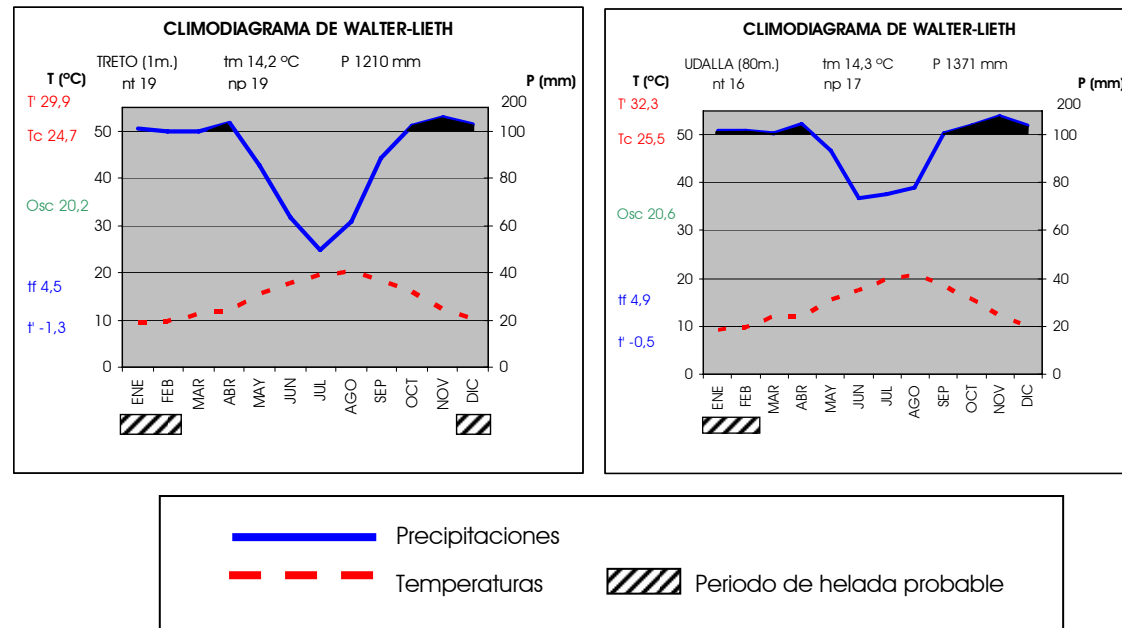 CLIMODIAGRAMA DE WALTER-LIETH
TRETO (1m.) tm 14,2 ºC P 1210 mm
T (ºC) nt 19 np 19 P (mm)
T' 29,9
Tc 24,7
Osc 20,2
tf 4,5
t' -1,3
50
40
30
20
10
0
200
100
80
60
40
20
0
ENE FEB MAR ABR MAY JUN JUL AGO SEP OCT NOV DIC
CLIMODIAGRAMA DE WALTER-LIETH
UDALLA (80m.) tm 14,3 ºC P 1371 mm
T (ºC) nt 16 np 17 P (mm)
T' 32,3
Tc 25,5
Osc 20,6
tf 4,9
t' -0,5
50
40
30
20
10
0
200
100
80
60
40
20
0
ENE FEB MAR ABR MAY JUN JUL AGO SEP OCT NOV DIC
Precipitaciones
Temperaturas
Periodo de helada probable